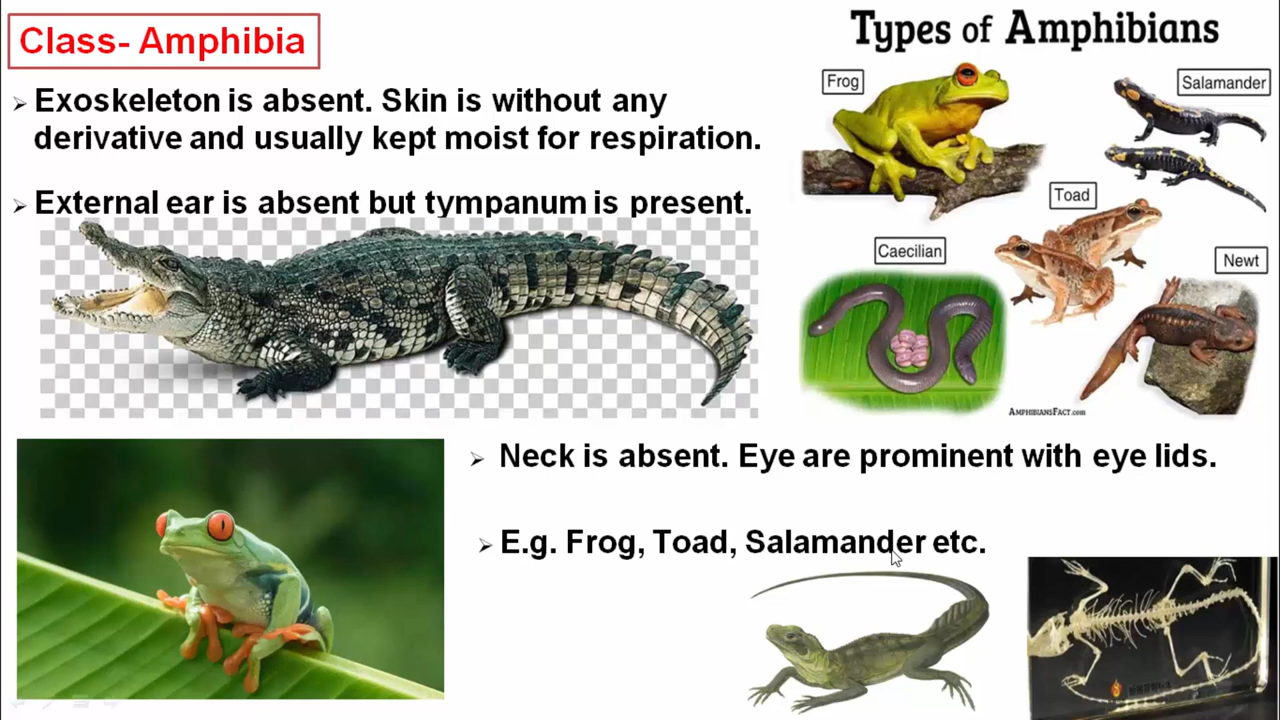 Class- Amphibia
Exoskeleton is absent. Skin is without any
derivative and usually kept moist for respiration.
External ear is absent but tympanum is present.
Types of Amphibians
Frog
Salamander
Toad
Caecilian
Newt
AmphibiansFact.com
Neck is absent. Eye are prominent with eye lids.
E.g. Frog, Toad, Salamander etc.